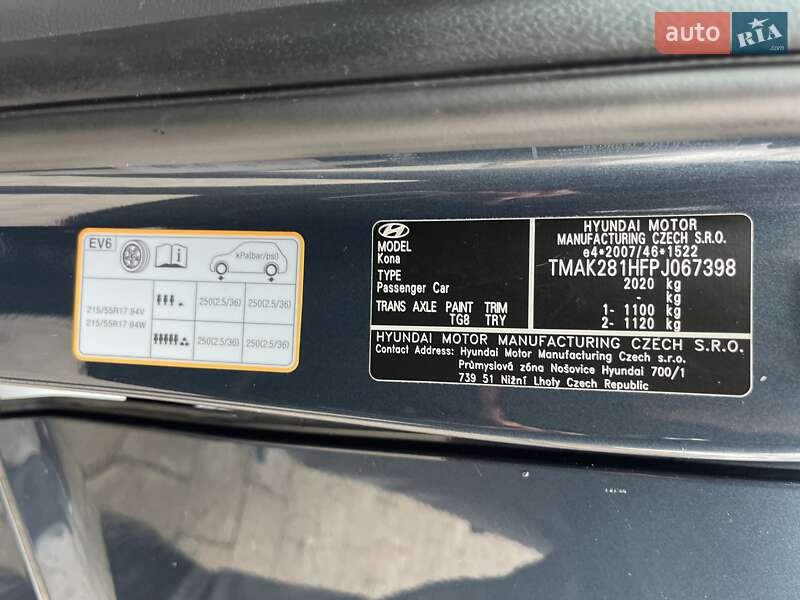 auto RIA .com
EV6
kPa(bar/psi)
215/55R17 94V
215/55R17 94W
250(2.5/36) 250(2.5/36)
250(2.5/36) 250(2.5/36)
MODEL
Kona
TYPE
Passenger Car
TRANS AXLE PAINT TRIM
TG8 TRY
HYUNDAI MOTOR
MANUFACTURING CZECH S.R.O.
e4*2007/46*1522
TMAK281HFPJ067398
2020 kg
- kg
1- 1100 kg
2- 1120 kg
HYUNDAI MOTOR MANUFACTURING CZECH S.R.O.
Contact Address: Hyundai Motor Manufacturing Czech s.r.o.
Průmyslová zóna Nošovice Hyundai 700/1
739 51 Nižní Lhoty Czech Republic